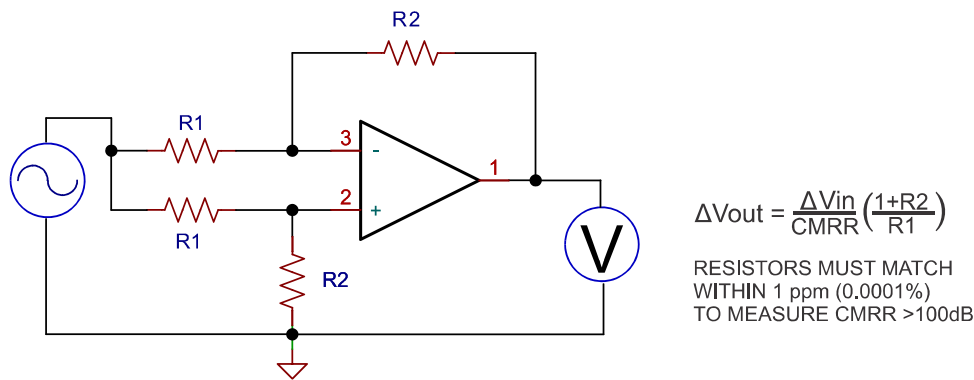 R2
R1
3
-
1
2
+
R1
R2
V
ΔVout = ΔVin/CMRR (1+R2/R1)
RESISTORS MUST MATCH
WITHIN 1 ppm (0.0001%)
TO MEASURE CMRR >100dB